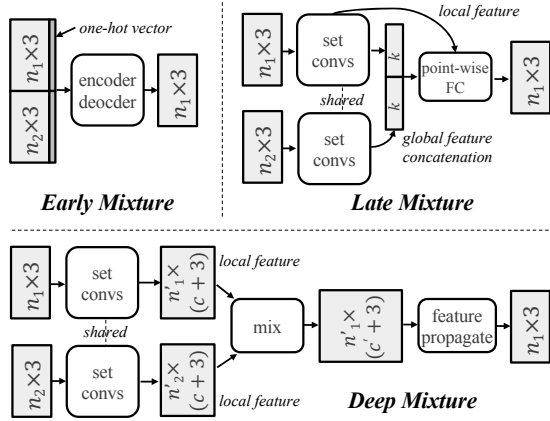 one-hot vector
n₁×3
n₂×3
encoder
deocder
n₁×3
Early Mixture
local feature
n₁×3
set
convs
k
point-wise
FC
n₁×3
shared
k
n₂×3
set
convs
global feature
concatenation
Late Mixture
n₁×3
set
convs
n′₁×
(c + 3)
local feature
shared
mix
n′₁×
(c′ + 3)
feature
propagate
n₁×3
n₂×3
set
convs
n′₂×
(c + 3)
local feature
Deep Mixture